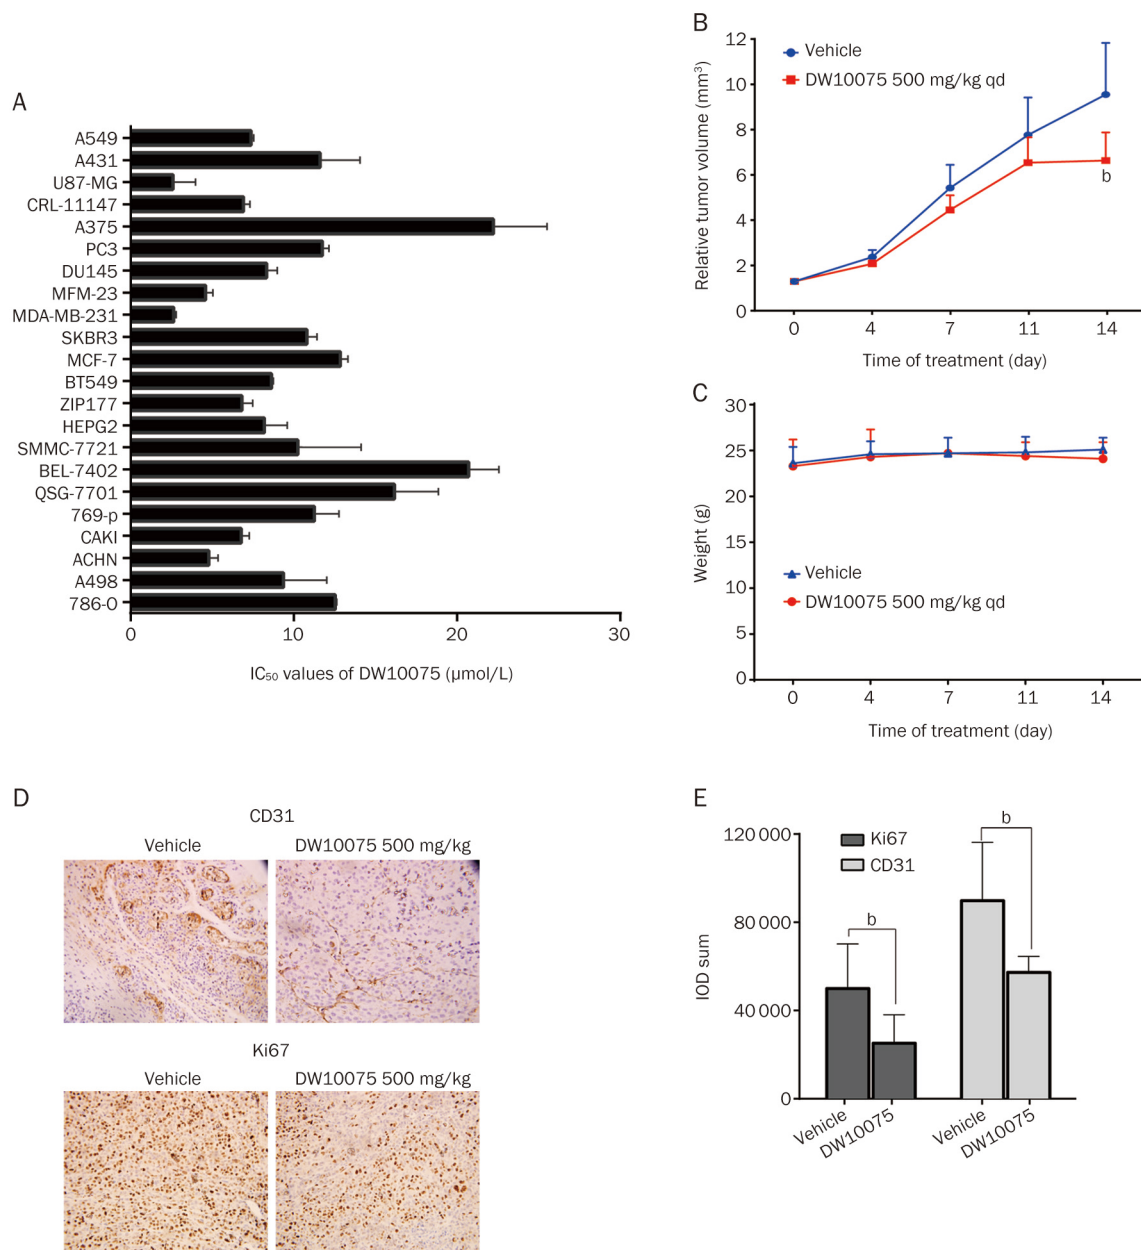 A
A549
A431
U87-MG
CRL-11147
A375
PC3
DU145
MFM-23
MDA-MB-231
SKBR3
MCF-7
BT549
ZIP177
HEPG2
SMMC-7721
BEL-7402
QSG-7701
769-p
CAKI
ACHN
A498
786-O
0 10 20 30
IC₅₀ values of DW10075 (μmol/L)
B
Relative tumor volume (mm³)
12
10
8
6
4
2
0
Vehicle
DW10075 500 mg/kg qd
b
0 4 7 11 14
Time of treatment (day)
C
Weight (g)
30
25
20
15
10
5
0
Vehicle
DW10075 500 mg/kg qd
0 4 7 11 14
Time of treatment (day)
D
CD31
Vehicle DW10075 500 mg/kg
Ki67
Vehicle DW10075 500 mg/kg
E
IOD sum
120 000
80 000
40 000
0
Ki67
CD31
b
b
Vehicle
DW10075
Vehicle
DW10075